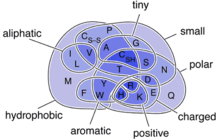 tiny
aliphatic
P
small
C S-S
G
A
V
C SH
S
L
T
N
polar
M
Y
D
R
E
F
W
H
K
Q
hydrophobic
charged
aromatic
positive